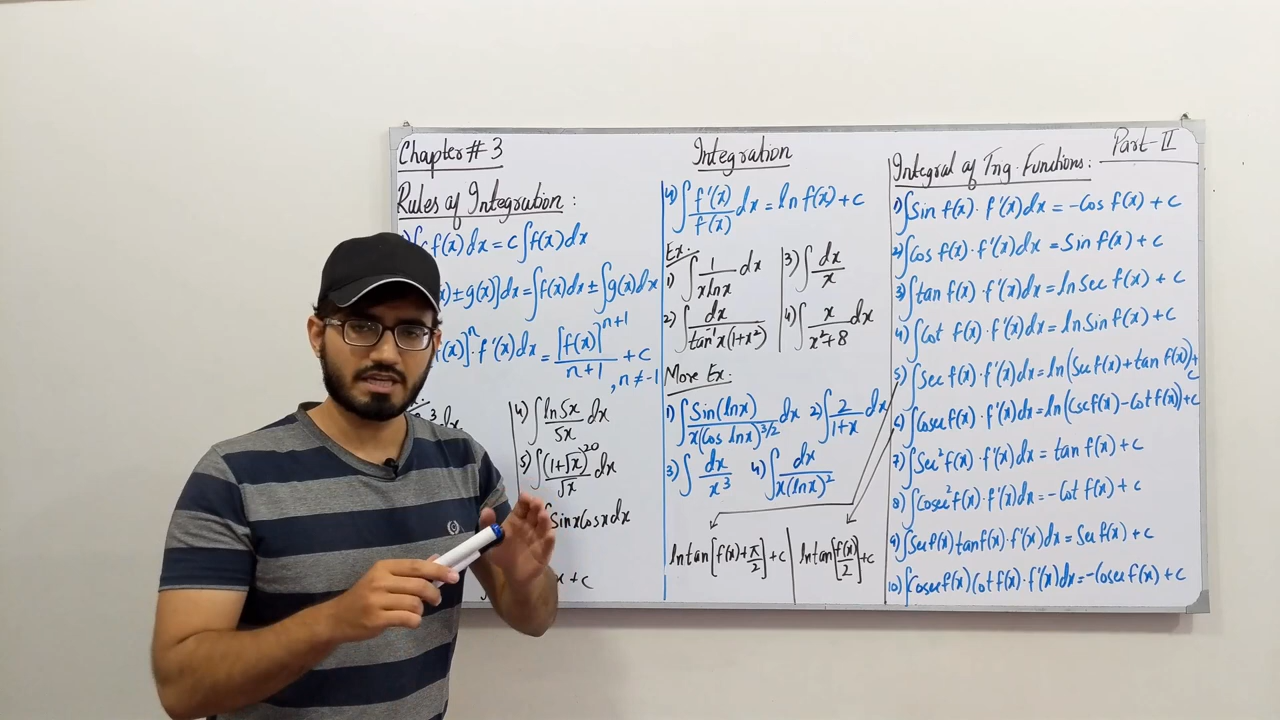 Chapter # 3
Rules of Integration :
∫c f(x) dx = c ∫f(x) dx
± g(x)] dx = ∫f(x) dx ± ∫g(x) dx
f(x)]^n · f'(x) dx = [f(x)]^(n+1) / (n+1) + c , n ≠ -1
4) ∫ ln 5x / 5x dx
5) ∫ (1+√x)^20 / √x dx
Sin x Cos x dx
+ c
Integration
4) ∫ f'(x) / f(x) dx = ln f(x) + c
Ex:
1) ∫ 1 / (x ln x) dx
2) ∫ dx / (tan⁻¹x (1+x²))
3) ∫ dx / x
4) ∫ x / (x²+8) dx
More Ex:
1) ∫ Sin(ln x) / (x(Cos ln x)^(3/2)) dx 2) ∫ 2 / (1+x) dx
3) ∫ dx / x³ 4) ∫ dx / (x(ln x)²)
ln tan[f(x) + π/2] + c
ln tan[f(x)/2] + c
Part-II
Integral of Trig. Functions :
1) ∫Sin f(x) · f'(x) dx = -Cos f(x) + c
2) ∫Cos f(x) · f'(x) dx = Sin f(x) + c
3) ∫tan f(x) · f'(x) dx = ln Sec f(x) + c
4) ∫Cot f(x) · f'(x) dx = ln Sin f(x) + c
5) ∫Sec f(x) · f'(x) dx = ln(Sec f(x) + tan f(x)) + c
6) ∫Cosec f(x) · f'(x) dx = ln(csc f(x) - Cot f(x)) + c
7) ∫Sec² f(x) · f'(x) dx = tan f(x) + c
8) ∫Cosec² f(x) · f'(x) dx = -Cot f(x) + c
9) ∫Sec f(x) tan f(x) · f'(x) dx = Sec f(x) + c
10) ∫Cosec f(x) Cot f(x) · f'(x) dx = -Cosec f(x) + c